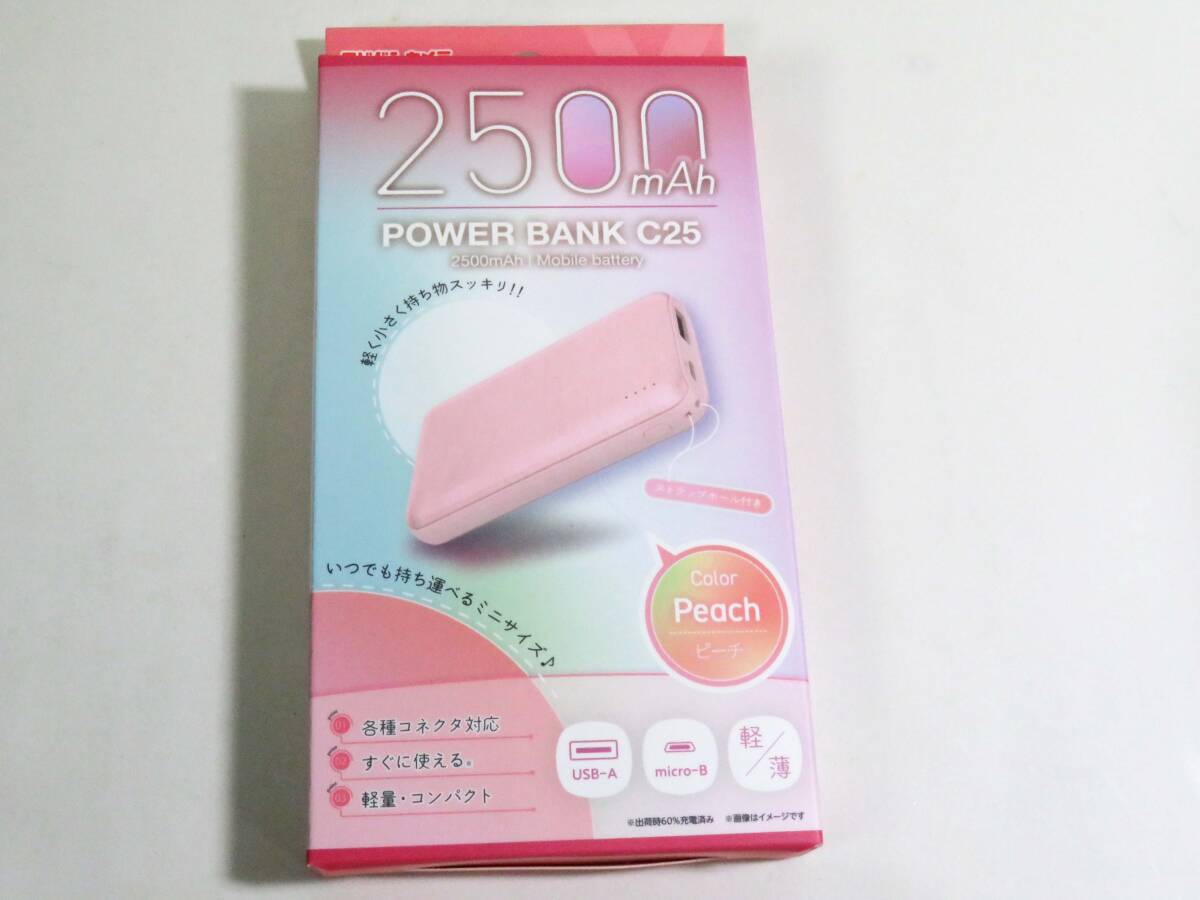 2500
mAh
POWER BANK C25
2500mAh | Mobile battery
軽く小さく持ち物スッキリ!!
ストラップホール付き
いつでも持ち運べるミニサイズ♪
Color
Peach
ピーチ
01 各種コネクタ対応
02 すぐに使える。
03 軽量・コンパクト
USB-A
micro-B
軽/薄
※出荷時60%充電済み ※画像はイメージです